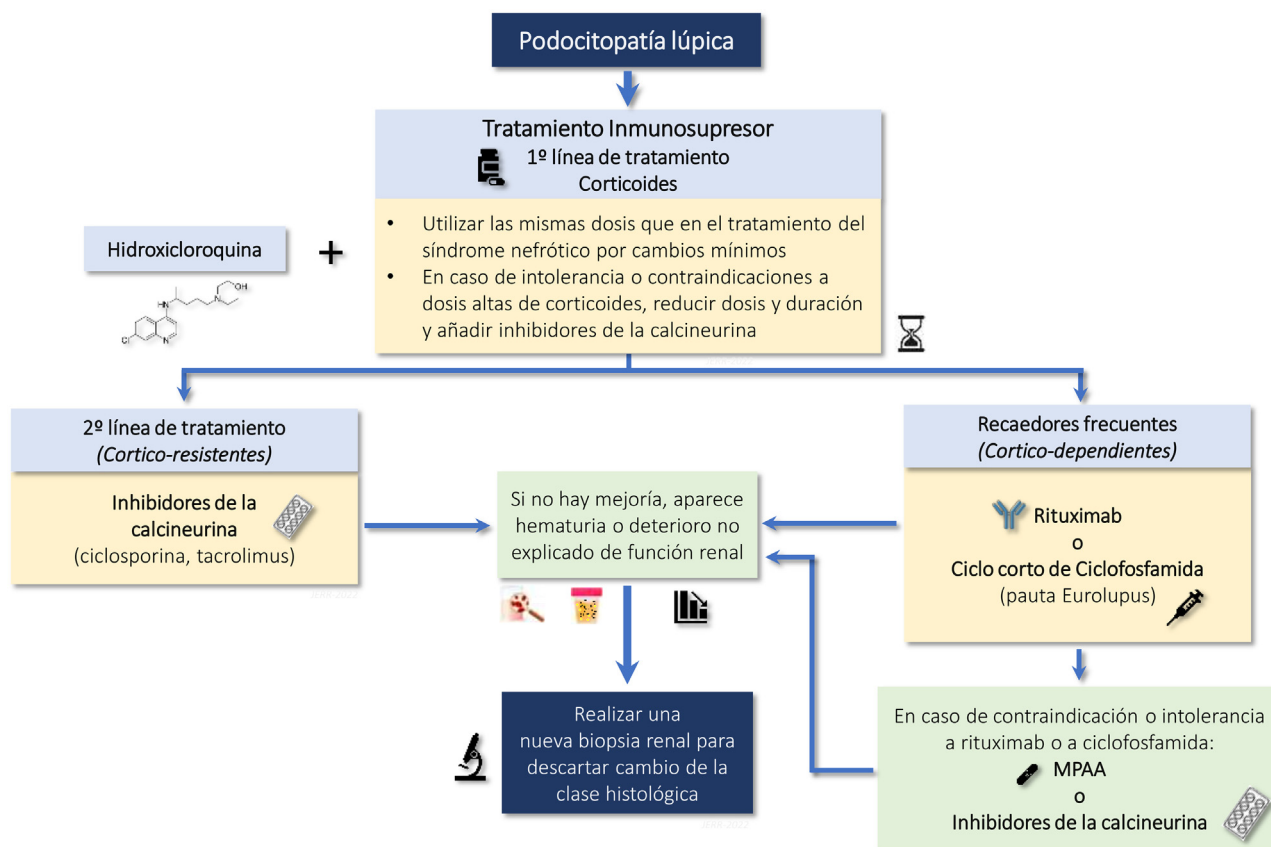 Podocitopatía lúpica
Tratamiento Inmunosupresor
1º línea de tratamiento
Corticoides
• Utilizar las mismas dosis que en el tratamiento del
síndrome nefrótico por cambios mínimos
• En caso de intolerancia o contraindicaciones a
dosis altas de corticoides, reducir dosis y duración
y añadir inhibidores de la calcineurina
Hidroxicloroquina
+
OH
N
HN
Cl
N
2º línea de tratamiento
(Cortico-resistentes)
Inhibidores de la
calcineurina
(ciclosporina, tacrolimus)
Si no hay mejoría, aparece
hematuria o deterioro no
explicado de función renal
Recaedores frecuentes
(Cortico-dependientes)
Rituximab
o
Ciclo corto de Ciclofosfamida
(pauta Eurolupus)
Realizar una
nueva biopsia renal para
descartar cambio de la
clase histológica
En caso de contraindicación o intolerancia
a rituximab o a ciclofosfamida:
MPAA
o
Inhibidores de la calcineurina